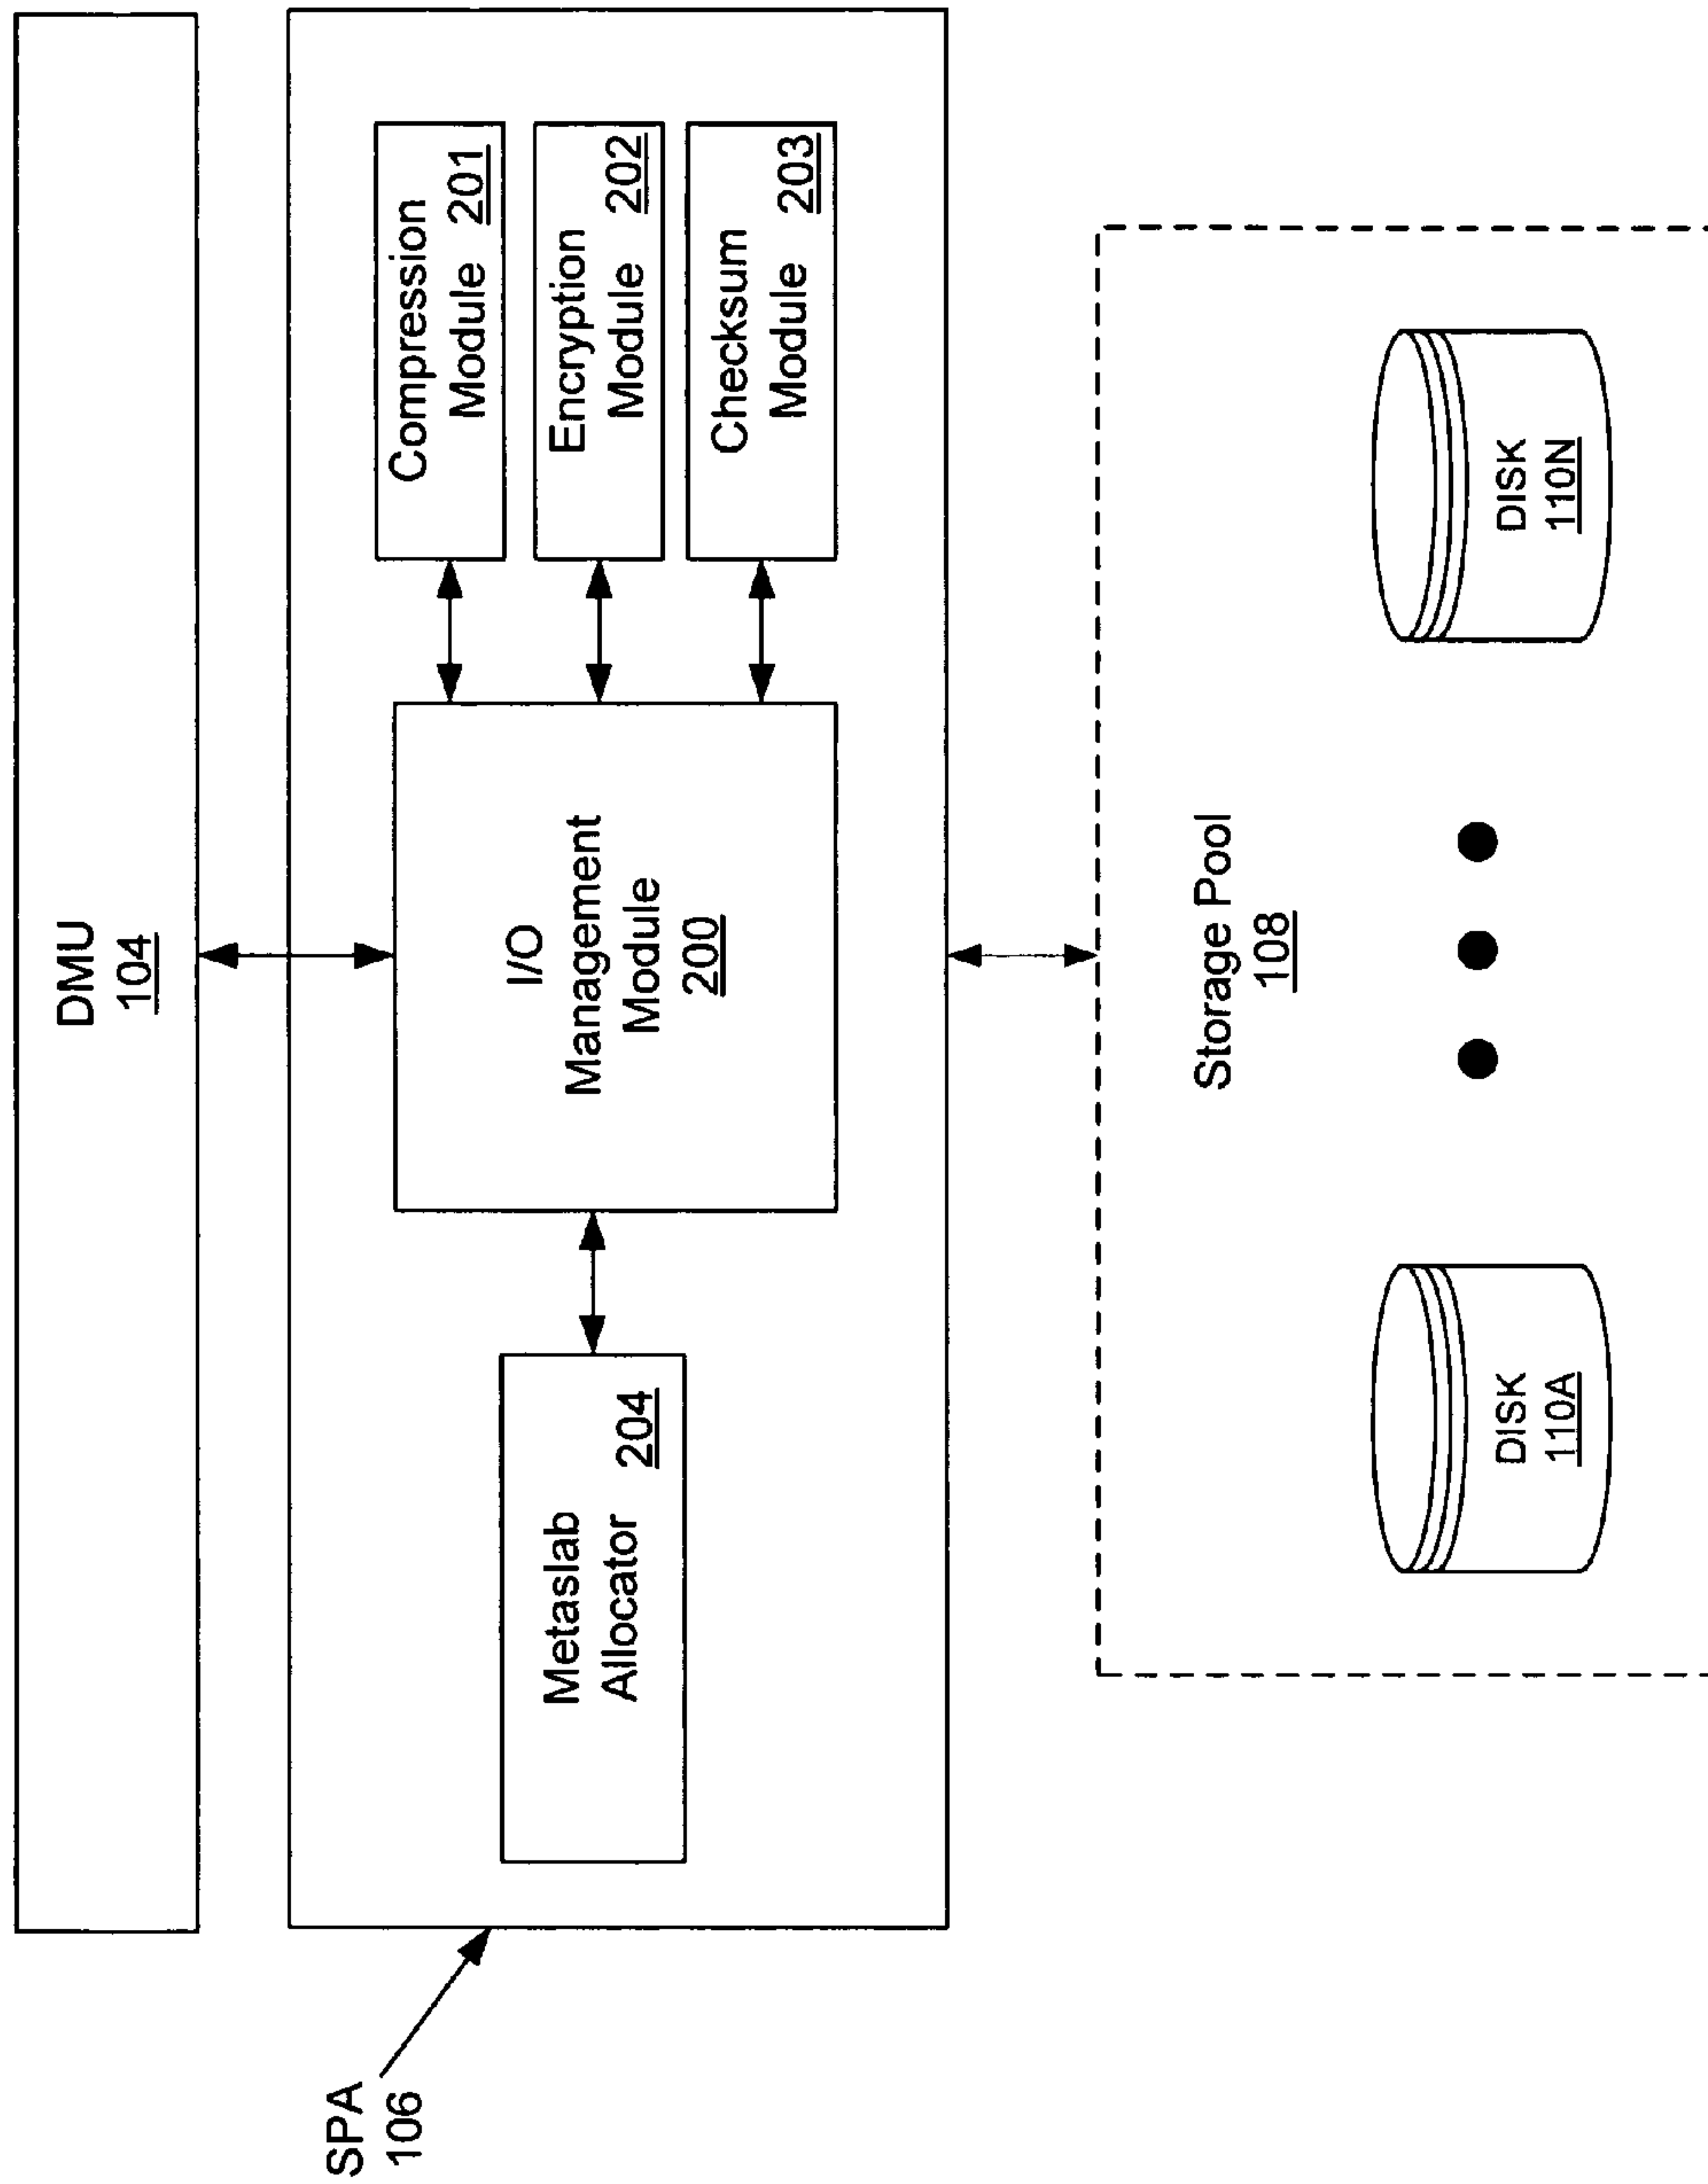 DMU
104
SPA
106
I/O
Management
Module
200
Metaslab
Allocator 204
Compression
Module 201
Encryption
Module 202
Checksum
Module 203
Storage Pool
108
DISK
110A
DISK
110N